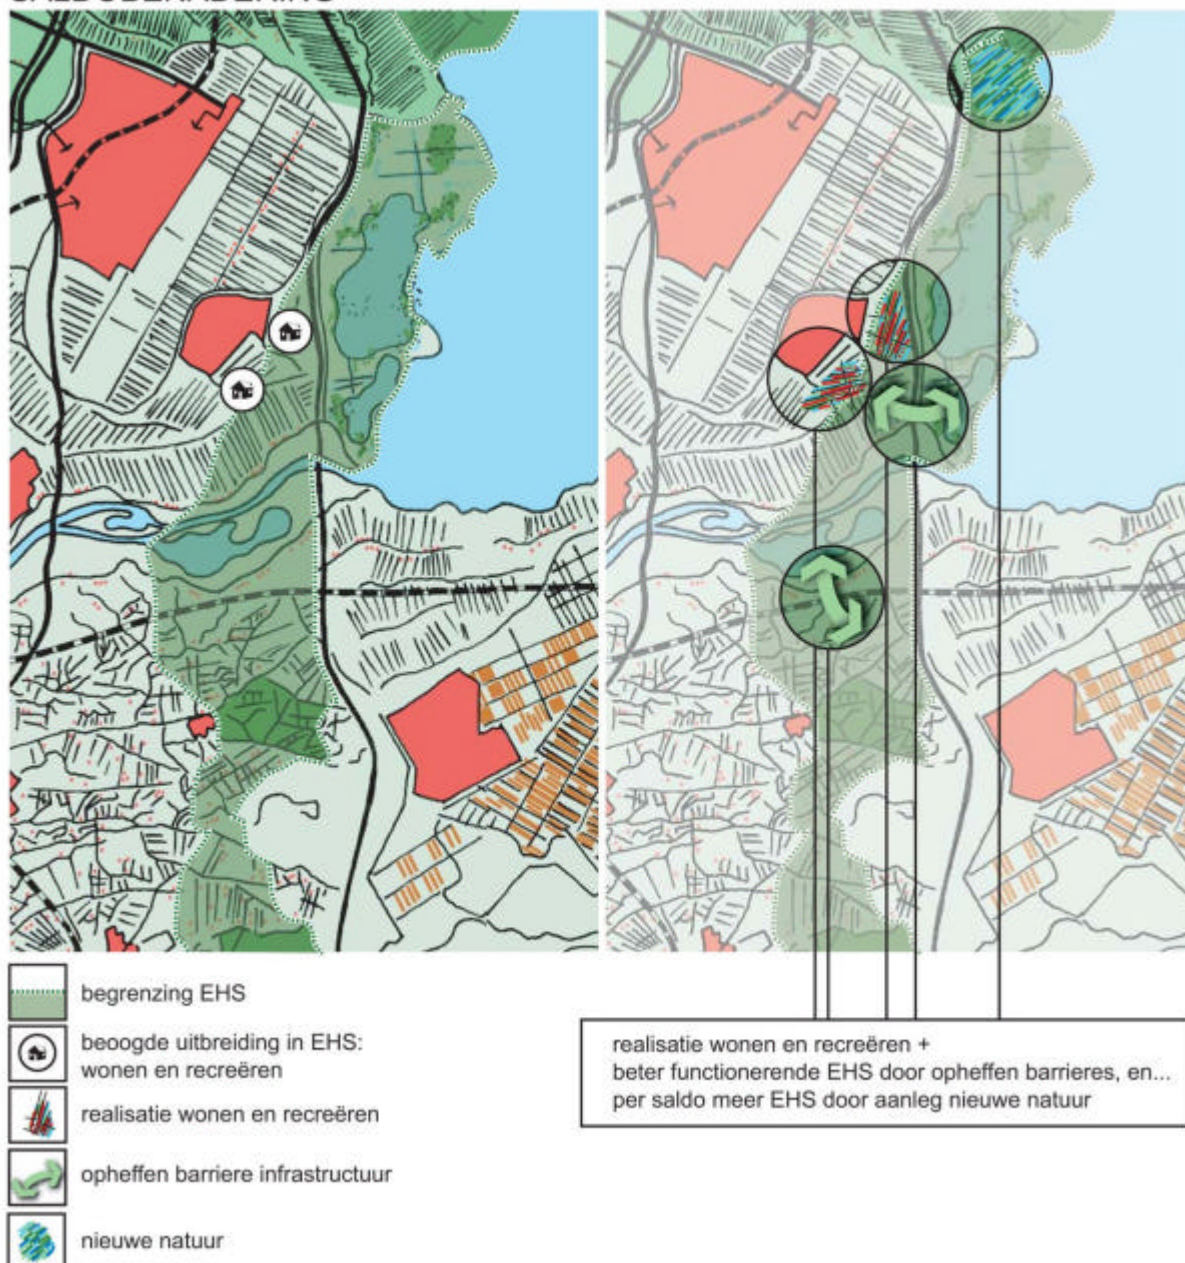 begrenzing EHS
beoogde uitbreiding in EHS:
wonen en recreëren
realisatie wonen en recreëren
opheffen barriere infrastructuur
nieuwe natuur
realisatie wonen en recreëren +
beter functionerende EHS door opheffen barrieres, en...
per saldo meer EHS door aanleg nieuwe natuur